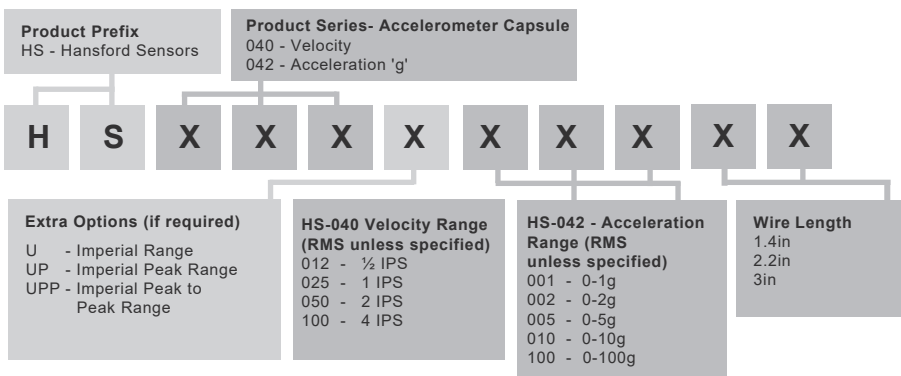 Product Prefix
HS - Hansford Sensors
Product Series- Accelerometer Capsule
040 - Velocity
042 - Acceleration 'g'
H S X X X X X X X X X
Extra Options (if required)
U - Imperial Range
UP - Imperial Peak Range
UPP - Imperial Peak to
Peak Range
HS-040 Velocity Range
(RMS unless specified)
012 - ½ IPS
025 - 1 IPS
050 - 2 IPS
100 - 4 IPS
HS-042 - Acceleration
Range (RMS
unless specified)
001 - 0-1g
002 - 0-2g
005 - 0-5g
010 - 0-10g
100 - 0-100g
Wire Length
1.4in
2.2in
3in